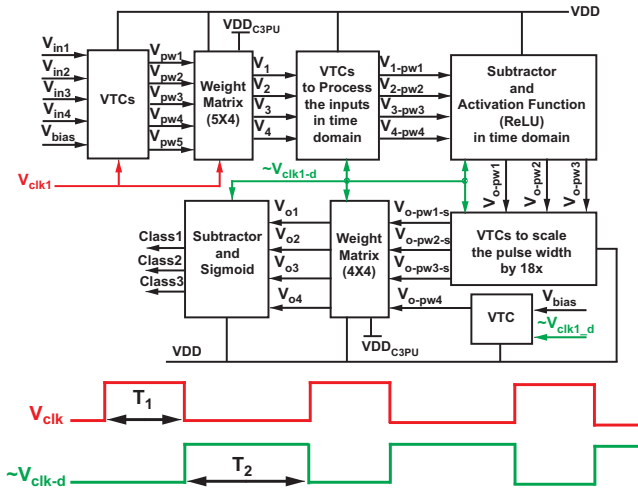 VDD
VDDC3PU
Vin1
Vin2
Vin3
Vin4
Vbias
VTCs
Vpw1
Vpw2
Vpw3
Vpw4
Vpw5
Weight
Matrix
(5X4)
V1
V2
V3
V4
VTCs
to Process
the inputs
in time
domain
V1-pw1
V2-pw2
V3-pw3
V4-pw4
Subtractor
and
Activation Function
(ReLU)
in time domain
Vclk1
~Vclk1-d
Vo-pw1
Vo-pw2
Vo-pw3
Class1
Class2
Class3
Subtractor
and
Sigmoid
Vo1
Vo2
Vo3
Vo4
Weight
Matrix
(4X4)
Vo-pw1-s
Vo-pw2-s
Vo-pw3-s
Vo-pw4
VTCs to scale
the pulse width
by 18x
VTC
Vbias
~Vclk1_d
VDD
VDDC3PU
Vclk
T1
~Vclk-d
T2